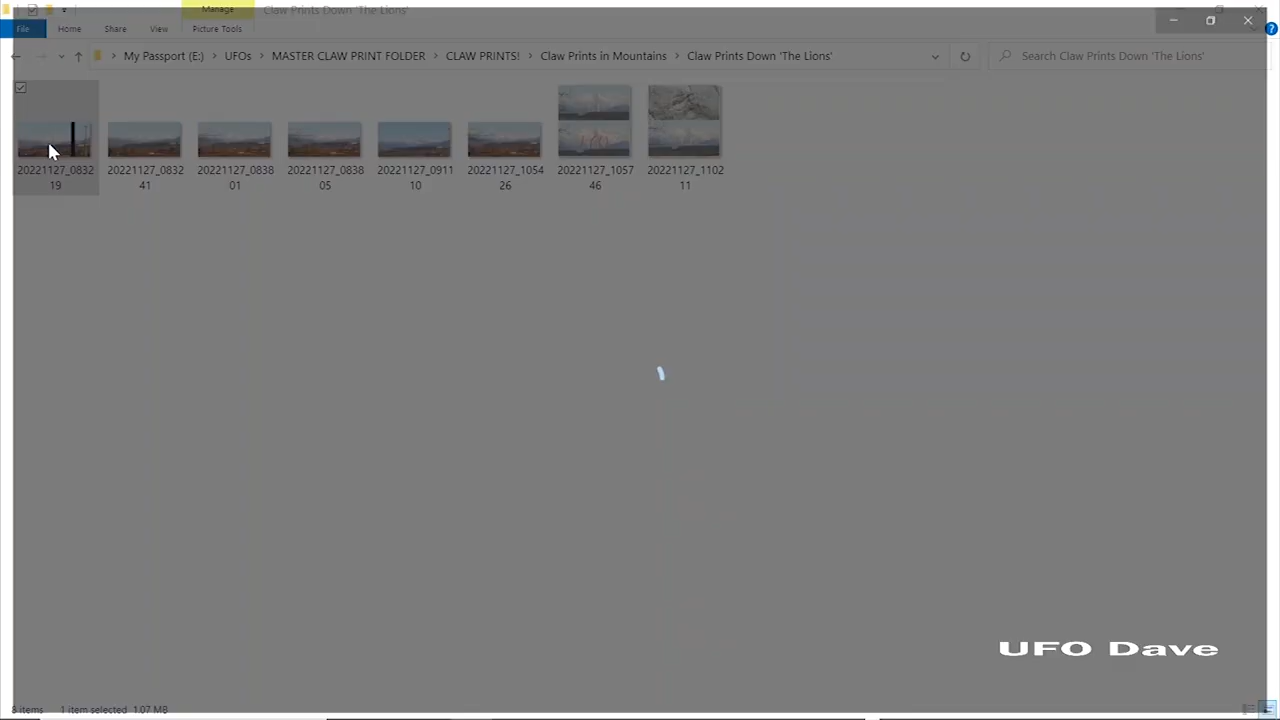 Manage
Claw Prints Down 'The Lions'
File
Home
Share
View
Picture Tools
My Passport (E:) > UFOs > MASTER CLAW PRINT FOLDER > CLAW PRINTS! > Claw Prints in Mountains > Claw Prints Down 'The Lions'
Search Claw Prints Down 'The Lions'
20221127_0832
19
20221127_0832
41
20221127_0838
01
20221127_0838
05
20221127_0911
10
20221127_1054
26
20221127_1057
46
20221127_1102
11
UFO Dave
8 items
1 item selected 1.07 MB